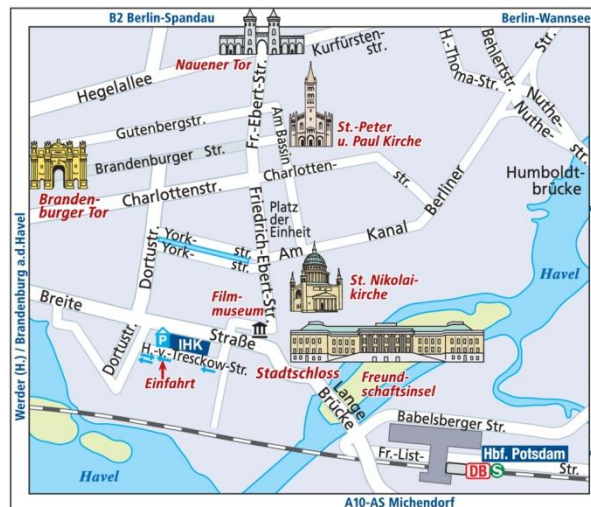 B2 Berlin-Spandau
Berlin-Wannsee
Nauener Tor
Kurfürsten-
str.
Hegelallee
Fr.-Ebert-Str.
H.-Thoma-Str.
Behlertstr.
Str.
Nuthe-
Nuthe-
str.
Gutenbergstr.
Am Bassin
St.-Peter
u. Paul Kirche
Brandenburger Str.
Branden-
burger Tor
Charlottenstr.
Charlotten-
str.
Humboldt-
brücke
Berliner
Platz
der
Einheit
Friedrich-Ebert-Str.
Kanal
Am
York-
str.
York-
str.
Dortustr.
St. Nikolai-
kirche
Havel
Werder (H.) / Brandenburg a.d.Havel
Breite
Film-
museum
Straße
P
IHK
H.-v.-Tresckow-Str.
Einfahrt
Dortustr.
Stadtschloss
Freund-
schaftsinsel
Lange
Brücke
Babelsberger Str.
Fr.-List-
Hbf. Potsdam
DB
S
Str.
Havel
A10-AS Michendorf